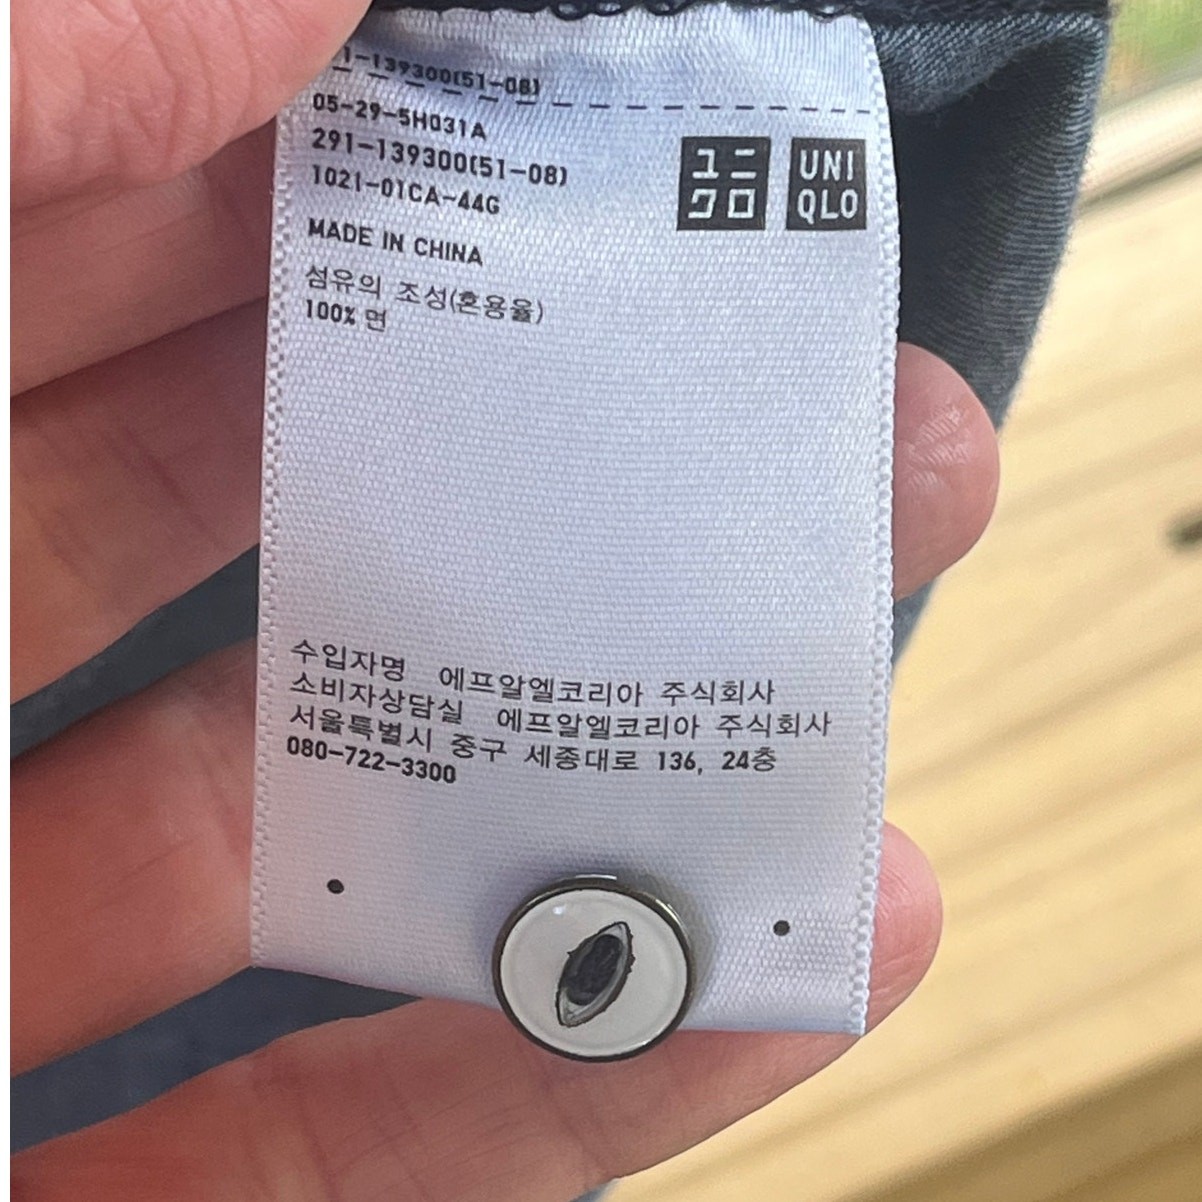 1-139300(51-08)
05-29-5H031A
291-139300(51-08)
1021-01CA-44G
MADE IN CHINA
섬유의 조성(혼용율)
100% 면
ユニ
クロ
UNI
QLO
수입자명 에프알엘코리아 주식회사
소비자상담실 에프알엘코리아 주식회사
서울특별시 중구 세종대로 136, 24층
080-722-3300